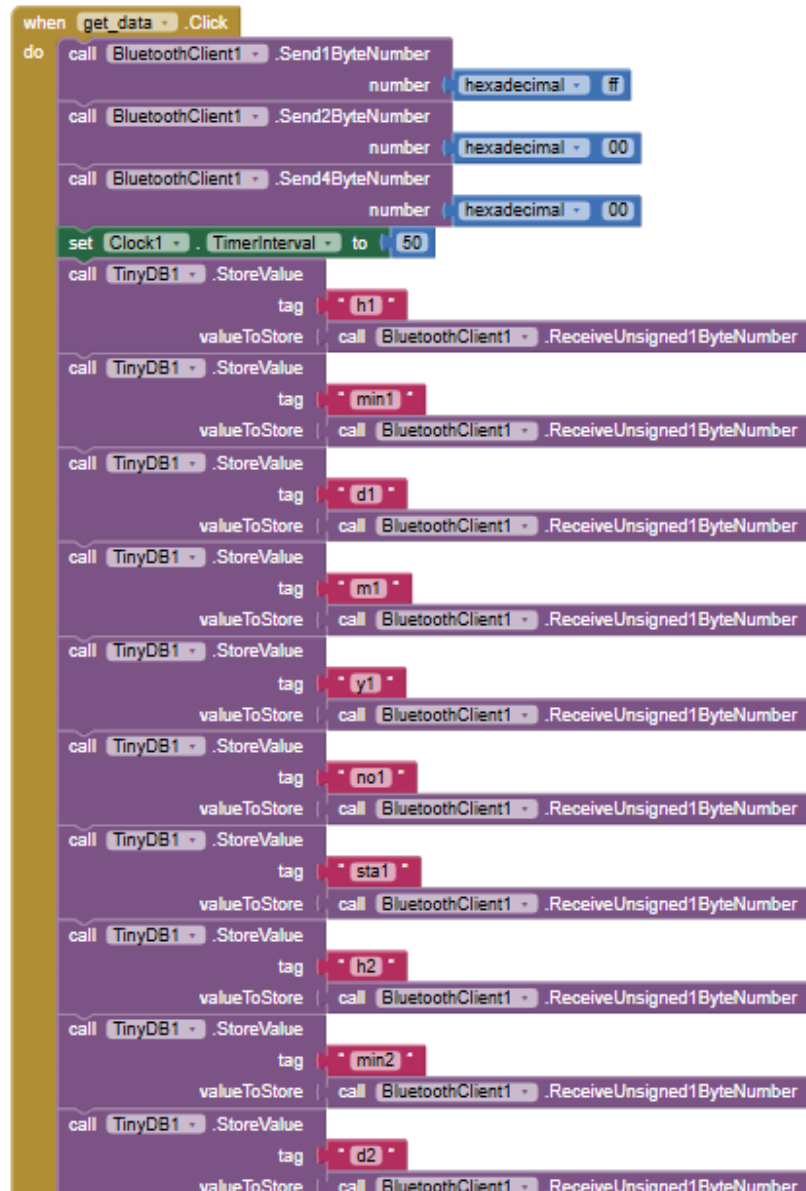 when get_data .Click
do call BluetoothClient1 .Send1ByteNumber
number hexadecimal ff
call BluetoothClient1 .Send2ByteNumber
number hexadecimal 00
call BluetoothClient1 .Send4ByteNumber
number hexadecimal 00
set Clock1 . TimerInterval to 50
call TinyDB1 .StoreValue
tag " h1 "
valueToStore call BluetoothClient1 .ReceiveUnsigned1ByteNumber
call TinyDB1 .StoreValue
tag " min1 "
valueToStore call BluetoothClient1 .ReceiveUnsigned1ByteNumber
call TinyDB1 .StoreValue
tag " d1 "
valueToStore call BluetoothClient1 .ReceiveUnsigned1ByteNumber
call TinyDB1 .StoreValue
tag " m1 "
valueToStore call BluetoothClient1 .ReceiveUnsigned1ByteNumber
call TinyDB1 .StoreValue
tag " y1 "
valueToStore call BluetoothClient1 .ReceiveUnsigned1ByteNumber
call TinyDB1 .StoreValue
tag " no1 "
valueToStore call BluetoothClient1 .ReceiveUnsigned1ByteNumber
call TinyDB1 .StoreValue
tag " sta1 "
valueToStore call BluetoothClient1 .ReceiveUnsigned1ByteNumber
call TinyDB1 .StoreValue
tag " h2 "
valueToStore call BluetoothClient1 .ReceiveUnsigned1ByteNumber
call TinyDB1 .StoreValue
tag " min2 "
valueToStore call BluetoothClient1 .ReceiveUnsigned1ByteNumber
call TinyDB1 .StoreValue
tag " d2 "
valueToStore call BluetoothClient1 .ReceiveUnsigned1ByteNumber